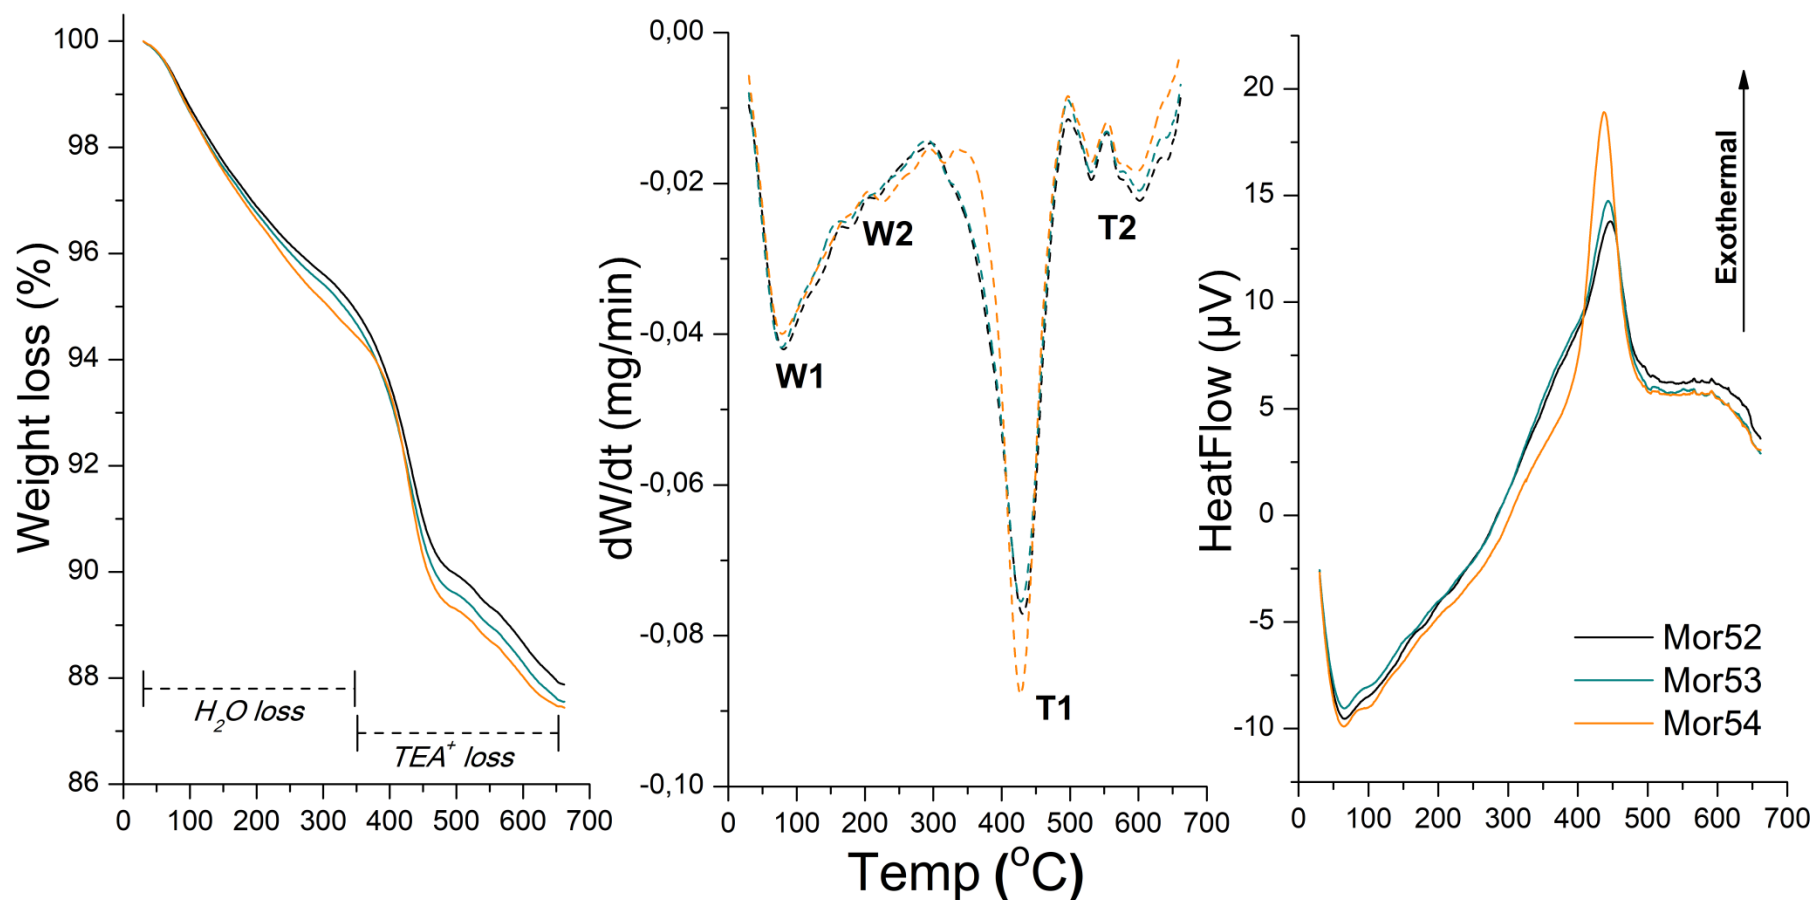 Weight loss (%)
100
98
96
94
92
90
88
86
H₂O loss
TEA⁺ loss
0 100 200 300 400 500 600 700
dW/dt (mg/min)
0,00
-0,02
-0,04
-0,06
-0,08
-0,10
W1
W2
T1
T2
0 100 200 300 400 500 600 700
Temp (°C)
HeatFlow (µV)
20
15
10
5
0
-5
-10
Exothermal
Mor52
Mor53
Mor54
0 100 200 300 400 500 600 700